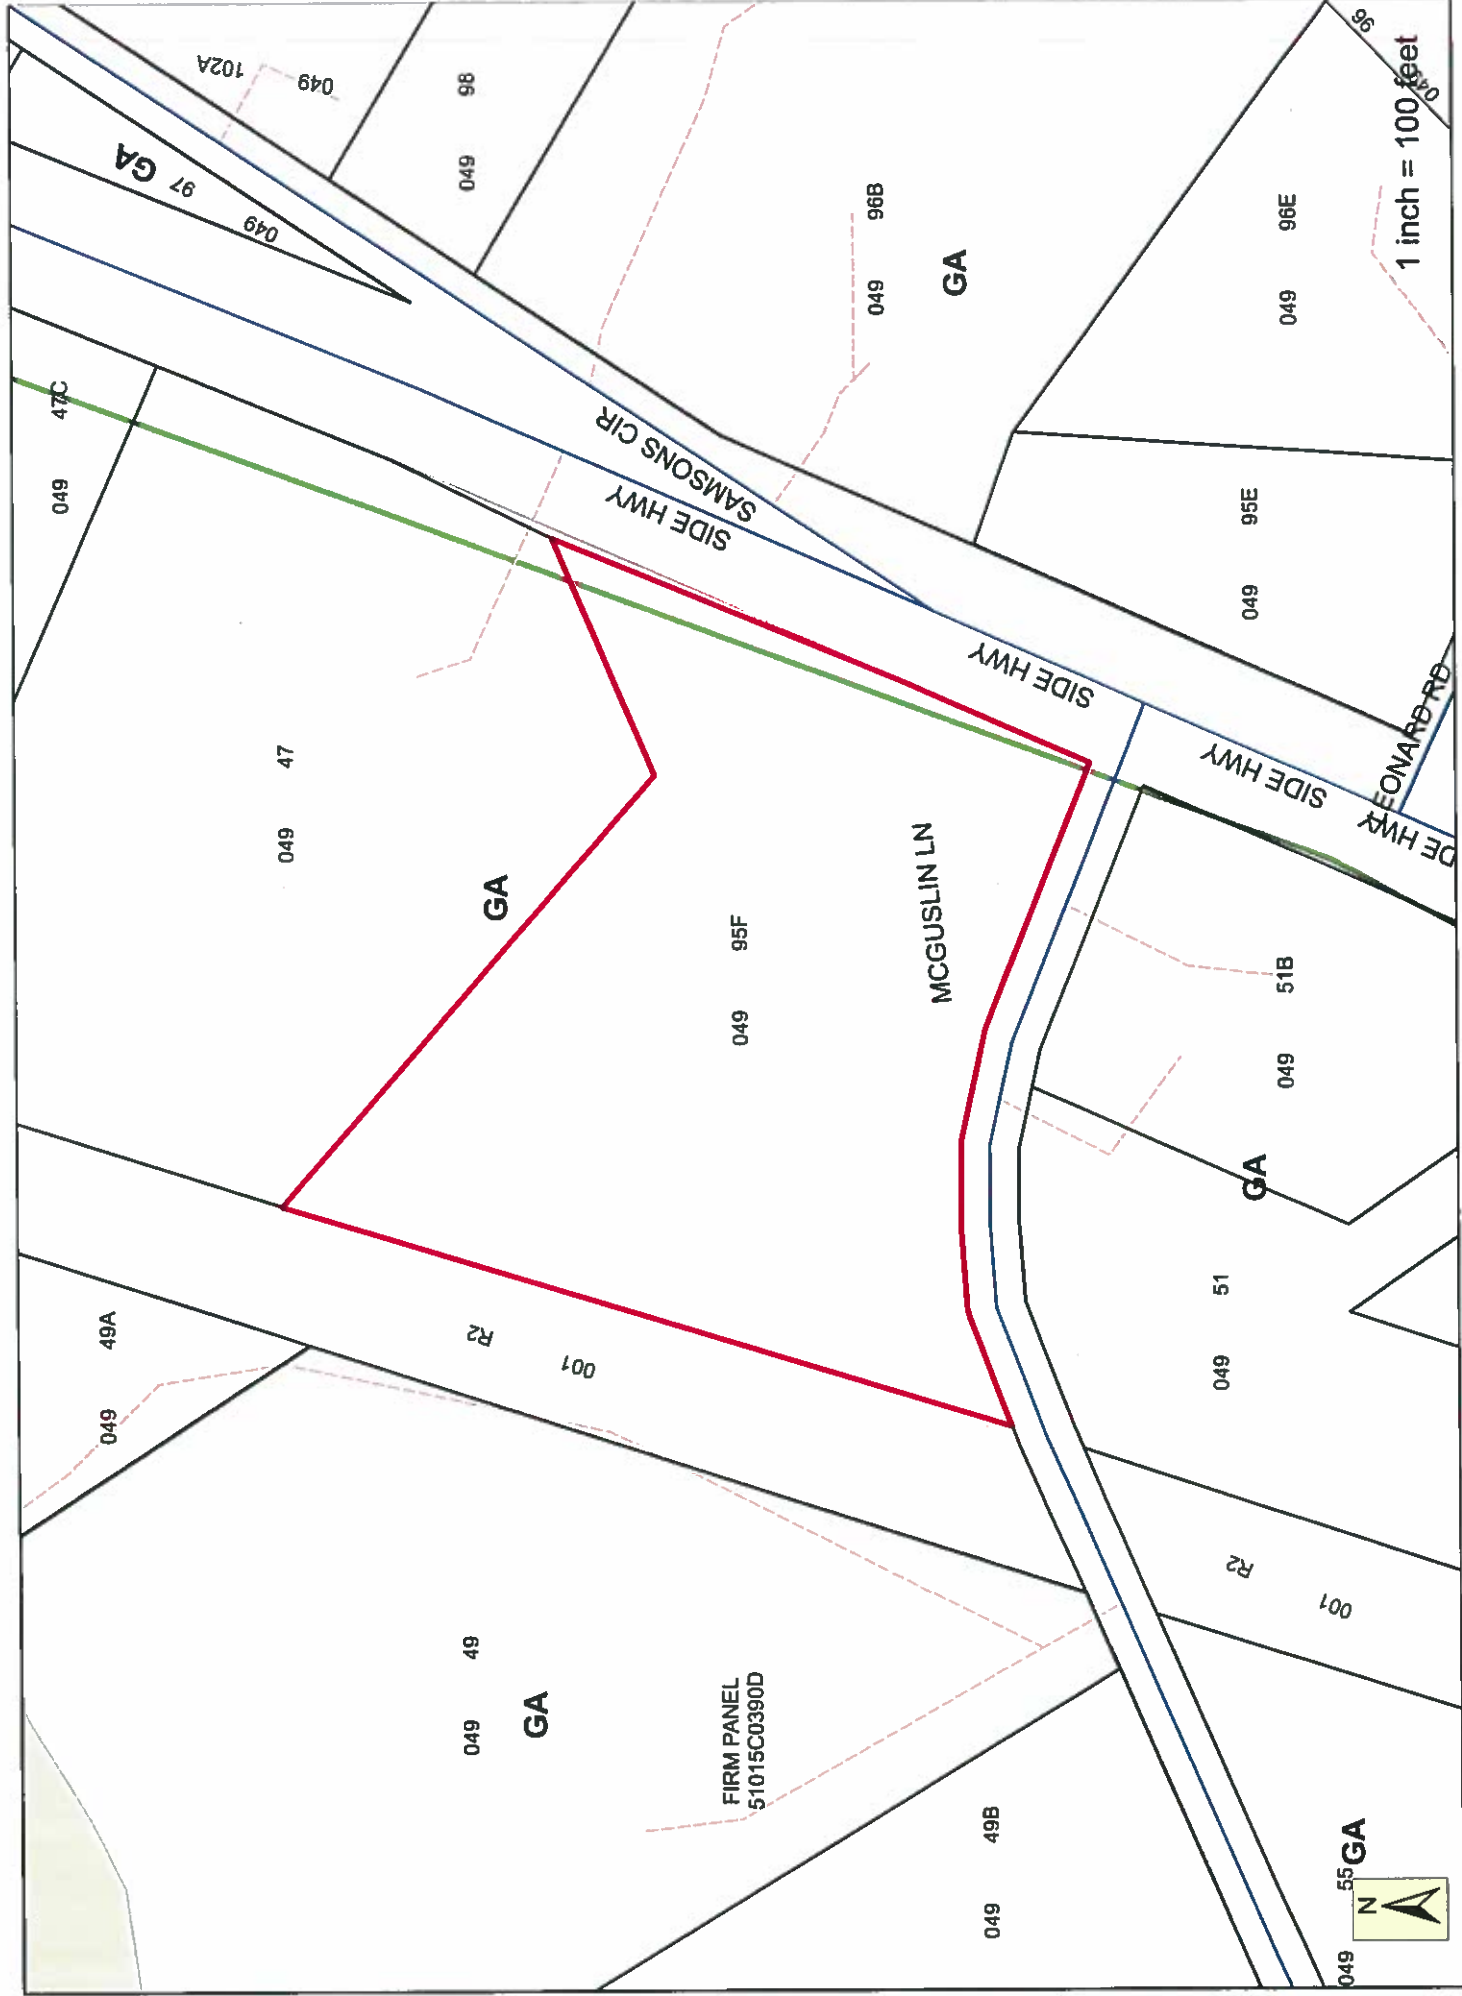 049 47C
049 49A
GA
97
049
102A
049
049 47
049 98
049 49
R2
001
GA
GA
SAMSONS CIR
SIDE HWY
FIRM PANEL
51015C0390D
049 95F
049 96B
MCGUSLIN LN
GA
049 49B
SIDE HWY
049 51
049 51B
GA
049 95E
049 96E
R2
001
SIDE HWY
049 55
GA
N
EONARD RD
DE HWY
1 inch = 100 feet
049
96